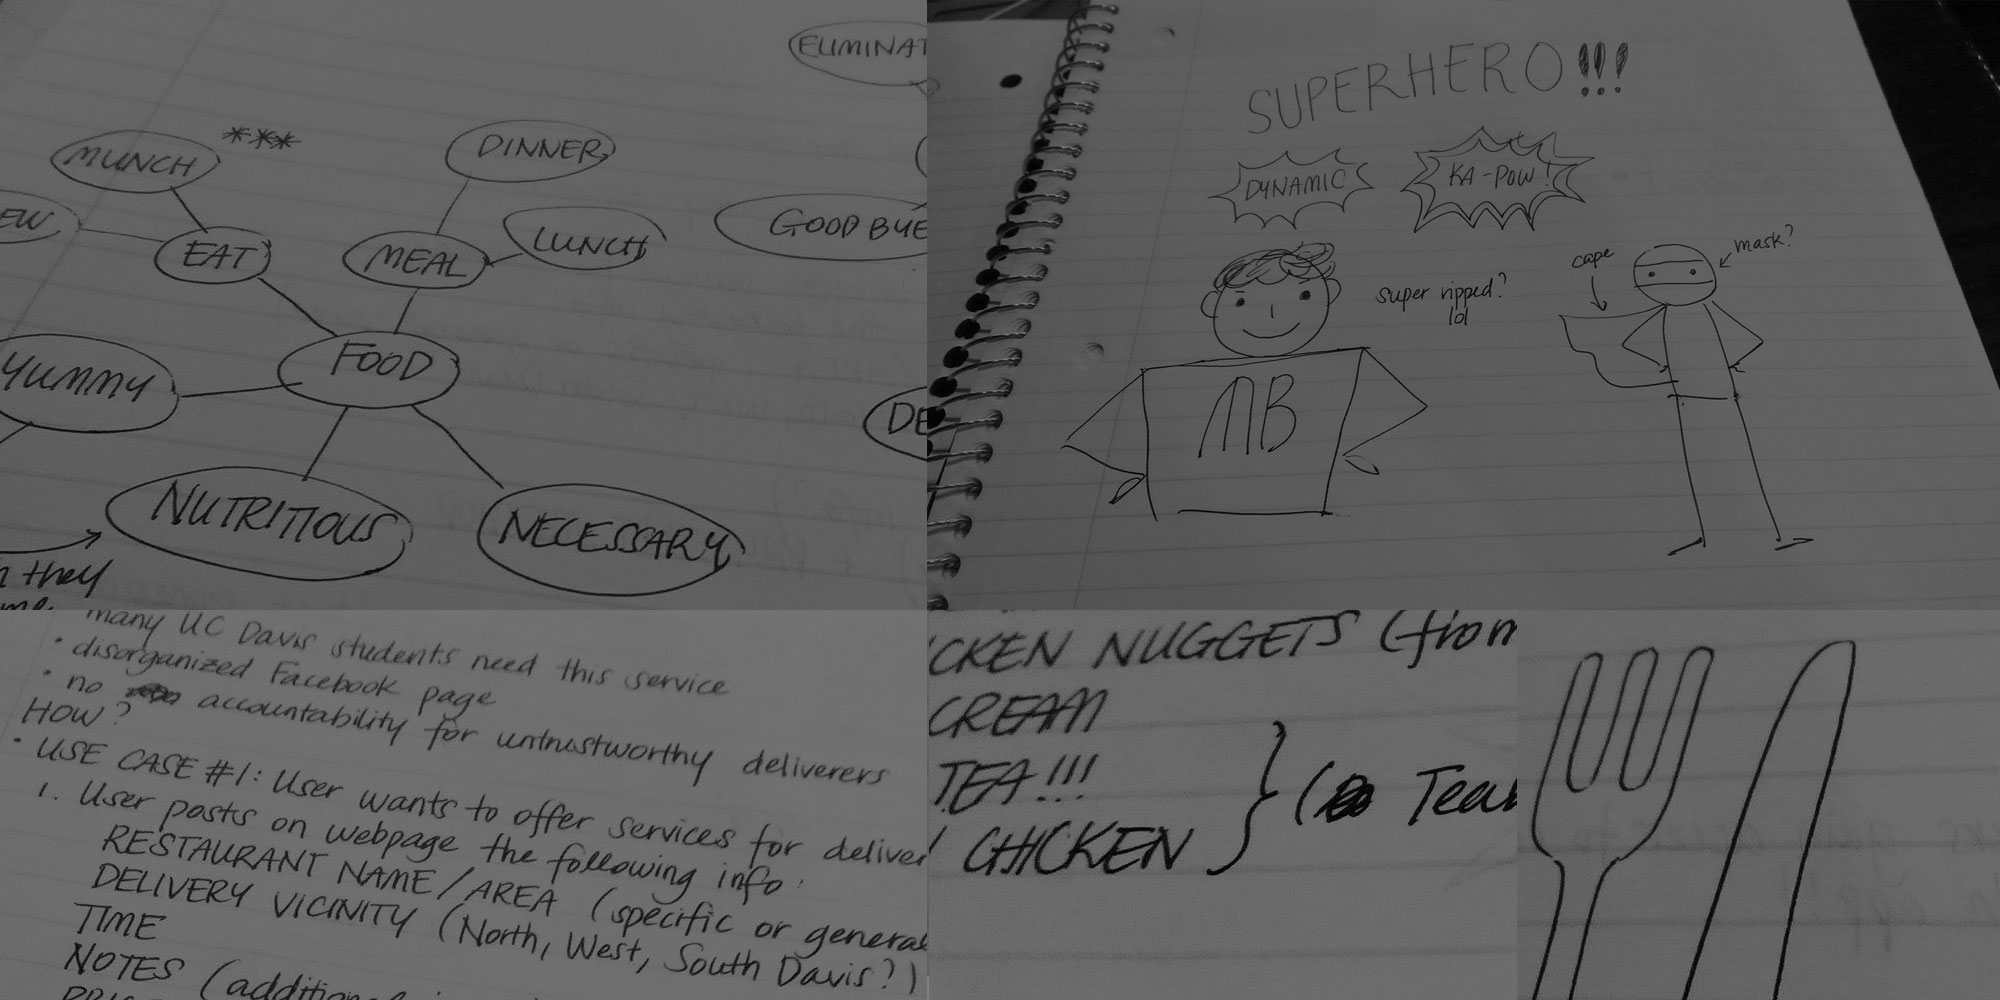 ELIMINAT
MUNCH ***
DINNER
EW
EAT
MEAL
LUNCH
GOOD BYE
YUMMY
FOOD
DE
NUTRITIOUS
NECESSARY
they
me
SUPERHERO!!!
DYNAMIC
KA-POW!
cape
mask?
super ripped?
lol
MB
many UC Davis students need this service
• disorganized Facebook page
• no accountability for untrustworthy deliverers
HOW?
• USE CASE #1: User wants to offer services for deliver
1. User posts on webpage the following info:
RESTAURANT NAME/AREA (specific or general
DELIVERY VICINITY (North, West, South Davis?)
TIME
NOTES (additional
CKEN NUGGETS (from
CREAM
TEA!!!
CHICKEN } (